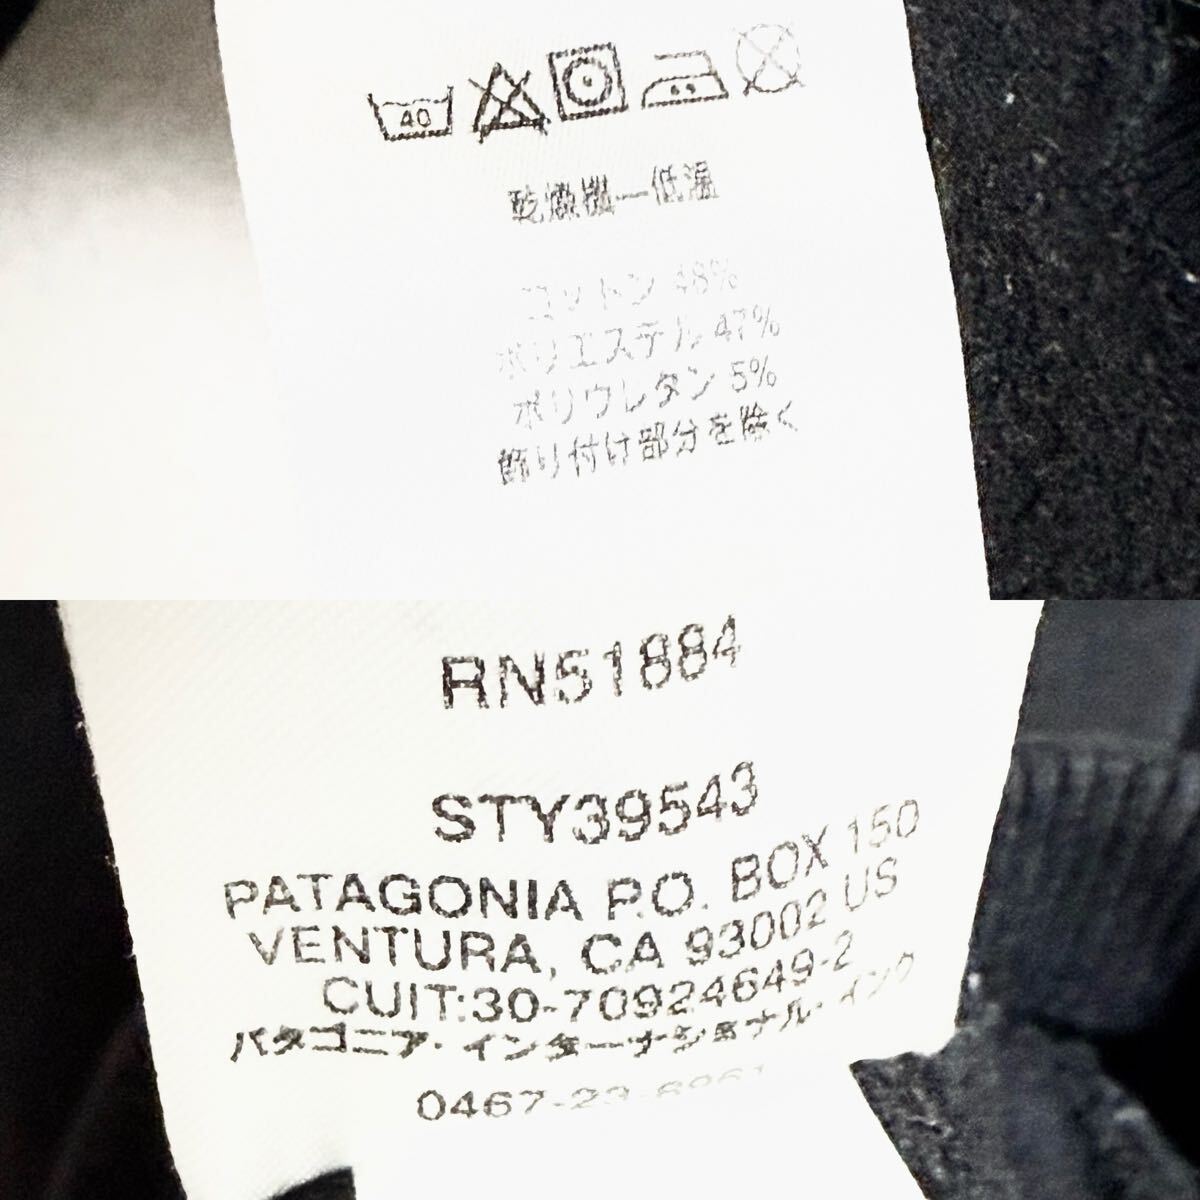 40
乾燥機ー低温
コットン 48%
ポリエステル 47%
ポリウレタン 5%
飾り付け部分を除く
RN51884
STY39543
PATAGONIA P.O. BOX 150
VENTURA, CA 93002 US
CUIT:30-70924649-2
パタゴニア・インターナショナル・インク
0467-23-8961